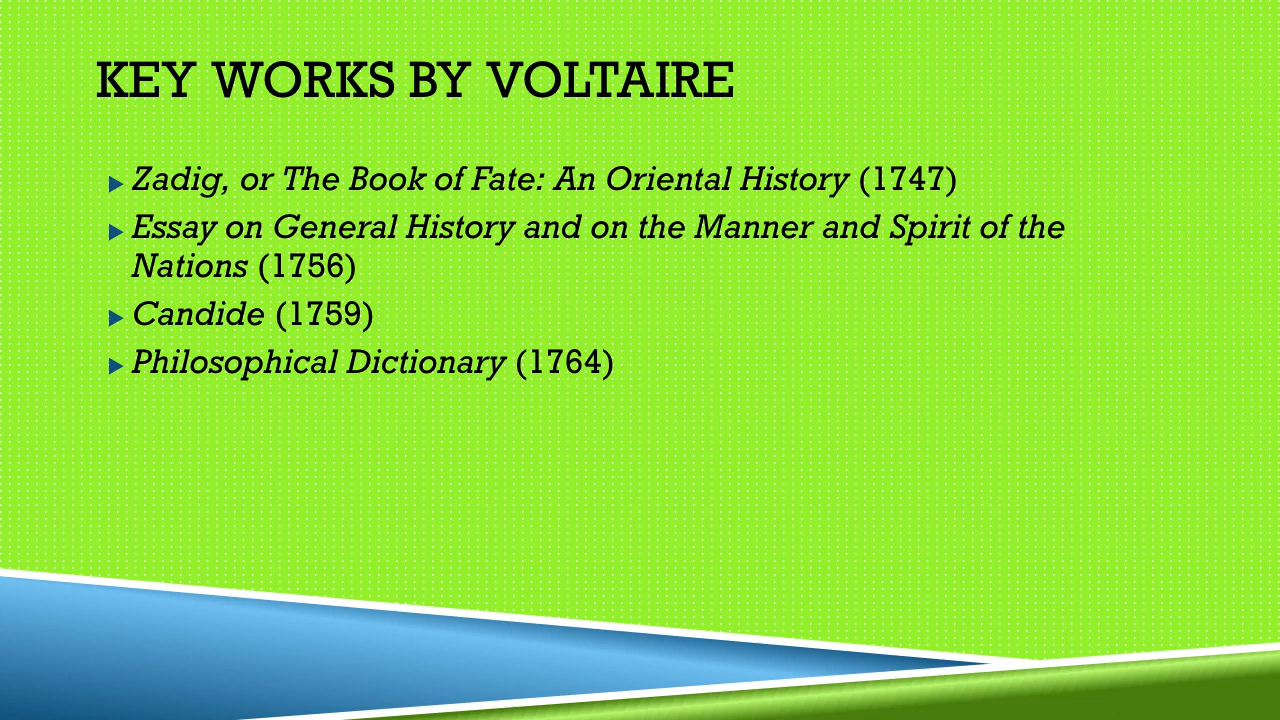 KEY WORKS BY VOLTAIRE
Zadig, or The Book of Fate: An Oriental History (1747)
Essay on General History and on the Manner and Spirit of the
Nations (1756)
Candide (1759)
Philosophical Dictionary (1764)